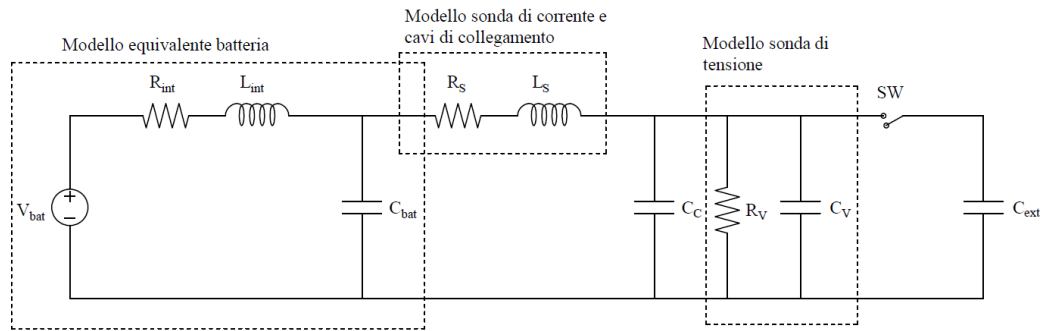 Modello sonda di corrente e
cavi di collegamento
Modello equivalente batteria
Modello sonda di
tensione
R_int
L_int
R_S
L_S
SW
V_bat
+
−
C_bat
C_C
R_V
C_V
C_ext